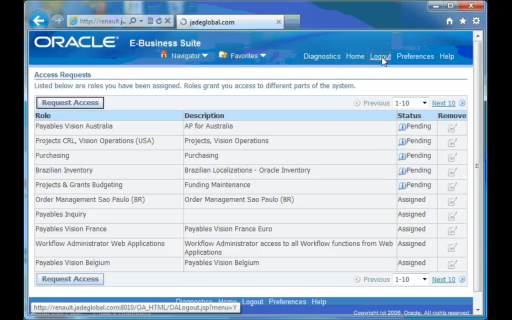 http://renault.j...
jadeglobal.com
ORACLE E-Business Suite
Navigator Favorites
Diagnostics Home Logout Preferences Help
Access Requests
Listed below are roles you have been assigned. Roles grant you access to different parts of the system.
Request Access Previous 1-10 Next 10
Role Description Status Remove
Payables Vision Australia AP for Australia Pending
Projects CRL, Vision Operations (USA) Projects, Vision Operations Pending
Purchasing Purchasing Pending
Brazilian Inventory Brazilian Localizations - Oracle Inventory Pending
Projects & Grants Budgeting Funding Maintenance Pending
Order Management Sao Paulo (BR) Order Management Sao Paulo (BR) Assigned
Payables Inquiry Assigned
Payables Vision France Payables Vision France Euro Assigned
Workflow Administrator Web Applications Workflow Administrator access to all Workflow functions from Web Assigned
Applications
Payables Vision Belgium Payables Vision Belgium Assigned
Request Access Previous 1-10 Next 10
Diagnostics Home Logout Preferences Help
http://renault.jadeglobal.com:8010/OA_HTML/OALogout.jsp?menu=Y
Copyright (c) 2006, Oracle. All rights reserved.